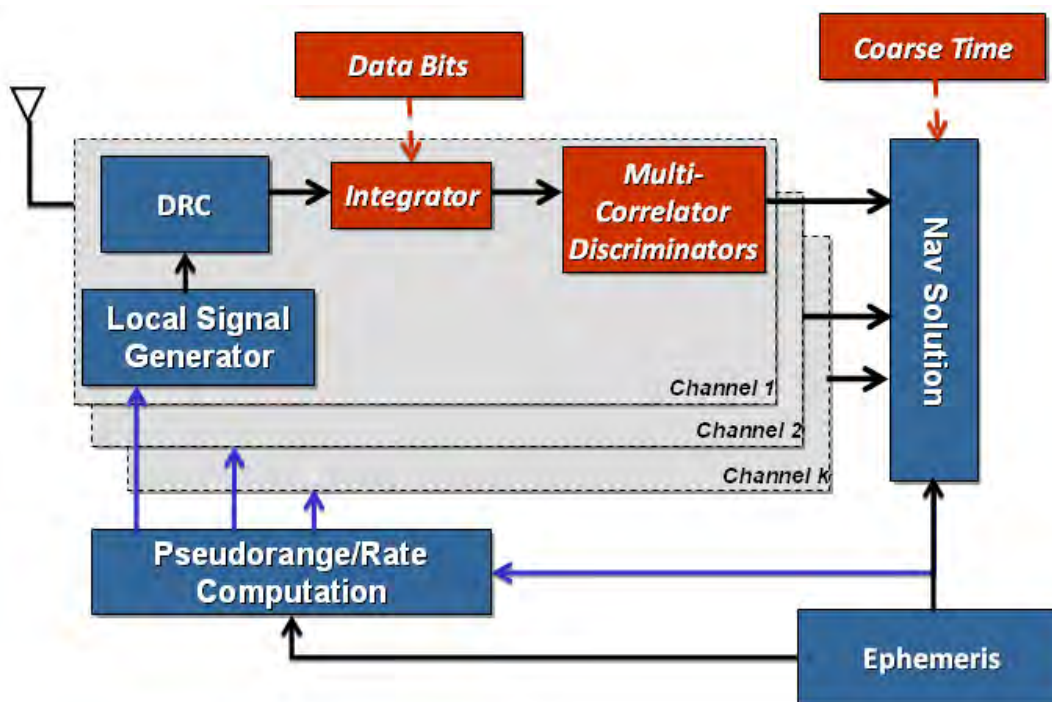 Data Bits
Coarse Time
DRC
Integrator
Multi-
Correlator
Discriminators
Nav Solution
Local Signal
Generator
Channel 1
Channel 2
Channel K
Pseudorange/Rate
Computation
Ephemeris